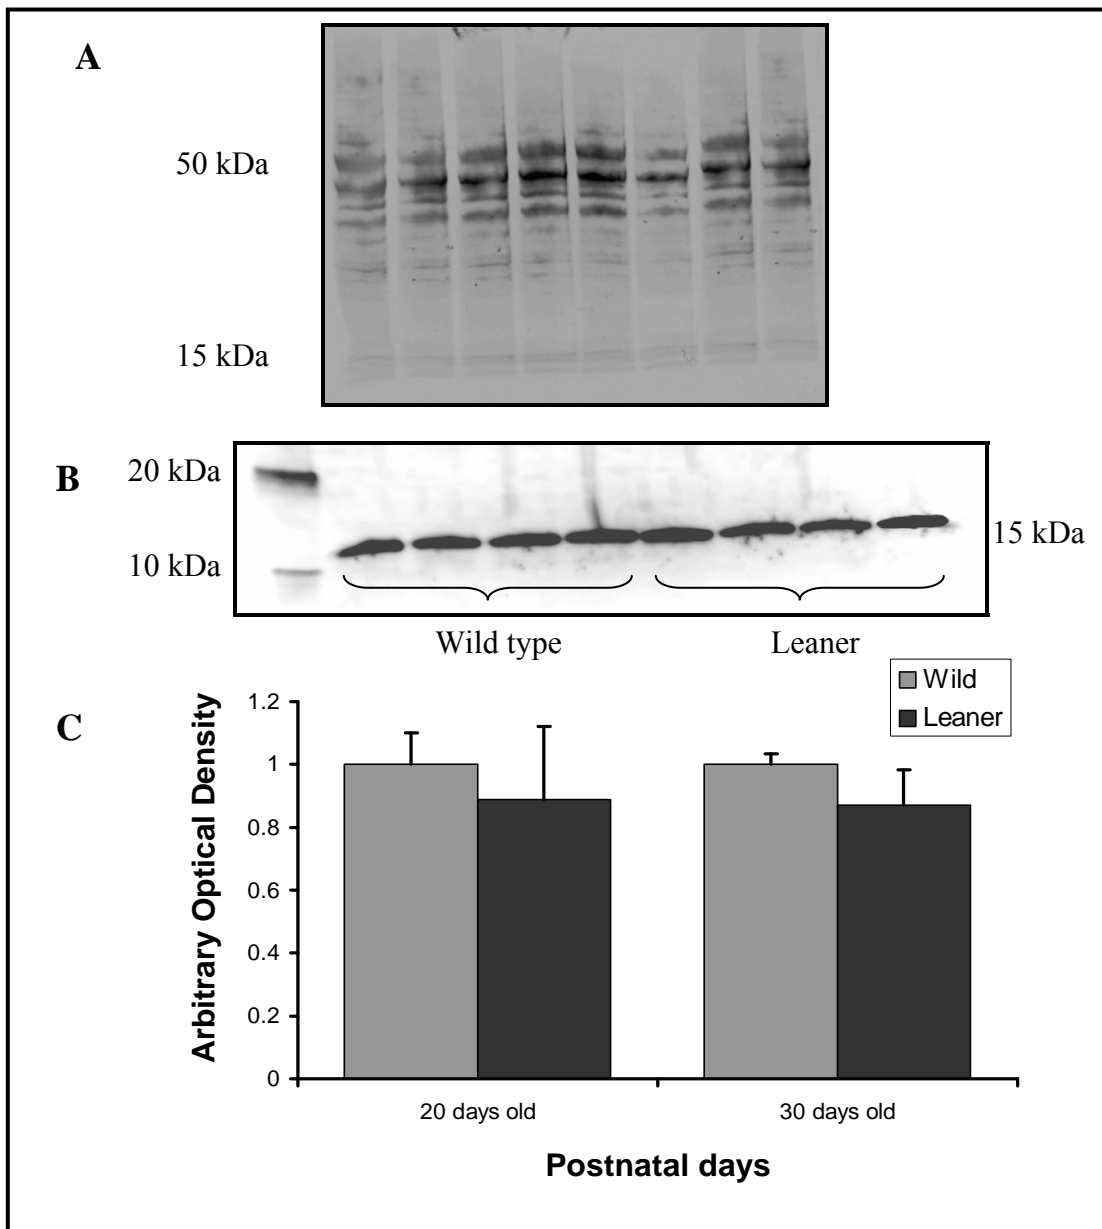 A
50 kDa
15 kDa
B
20 kDa
10 kDa
15 kDa
Wild type
Leaner
C
Wild
Leaner
Arbitrary Optical Density
1.2
1
0.8
0.6
0.4
0.2
0
20 days old
30 days old
Postnatal days